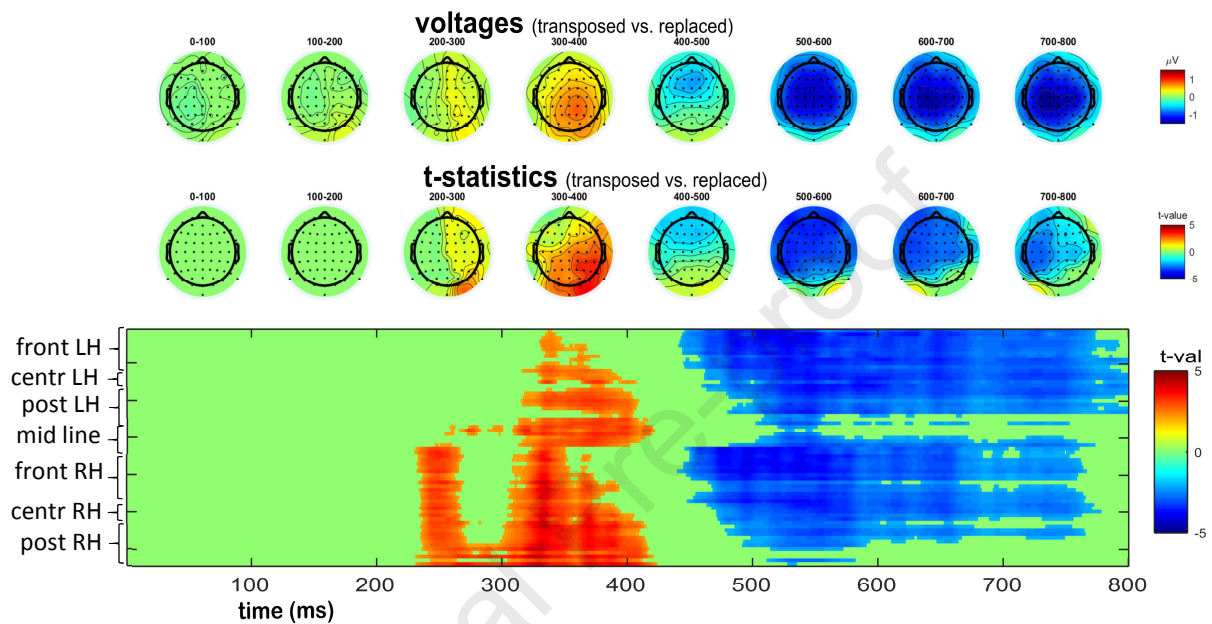 voltages (transposed vs. replaced)
0-100 100-200 200-300 300-400 400-500 500-600 600-700 700-800
μV
1
0
-1
t-statistics (transposed vs. replaced)
0-100 100-200 200-300 300-400 400-500 500-600 600-700 700-800
t-value
5
0
-5
front LH
centr LH
post LH
mid line
front RH
centr RH
post RH
t-val
5
0
-5
100 200 300 400 500 600 700 800
time (ms)
re-proof